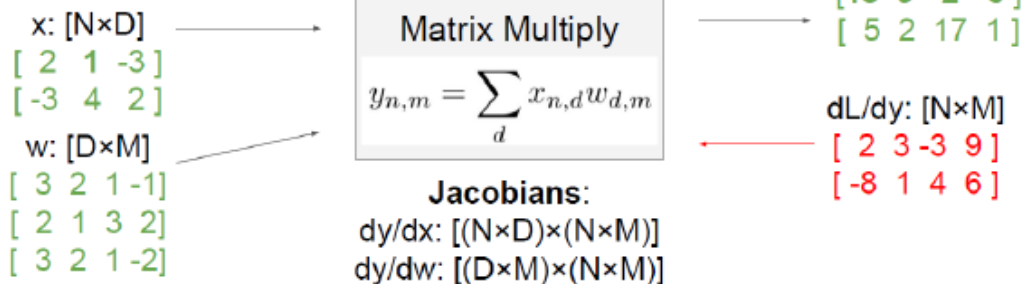 x: [N×D]
[ 2 1 -3 ]
[ -3 4 2 ]
w: [D×M]
[ 3 2 1 -1]
[ 2 1 3 2]
[ 3 2 1 -2]
Matrix Multiply
y_{n,m} = \sum_d x_{n,d} w_{d,m}
Jacobians:
dy/dx: [(N×D)×(N×M)]
dy/dw: [(D×M)×(N×M)]
[ 5 2 17 1 ]
dL/dy: [N×M]
[ 2 3 -3 9 ]
[ -8 1 4 6 ]